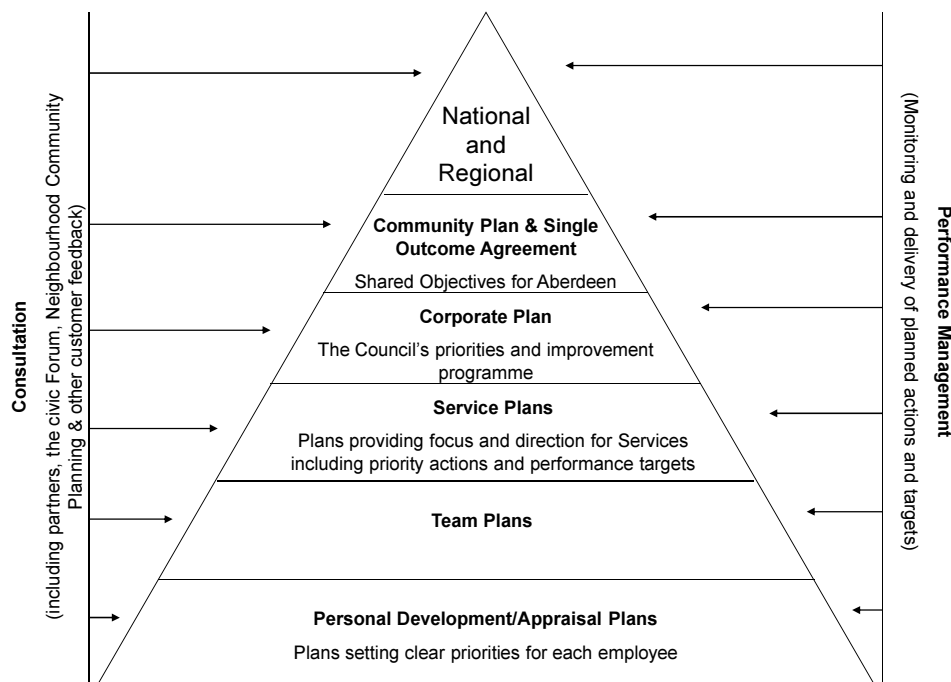 Consultation
(including partners, the civic Forum, Neighbourhood Community
Planning & other customer feedback)
National
and
Regional
Community Plan & Single
Outcome Agreement
Shared Objectives for Aberdeen
Corporate Plan
The Council's priorities and improvement
programme
Service Plans
Plans providing focus and direction for Services
including priority actions and performance targets
Team Plans
Personal Development/Appraisal Plans
Plans setting clear priorities for each employee
Performance Management
(Monitoring and delivery of planned actions and targets)